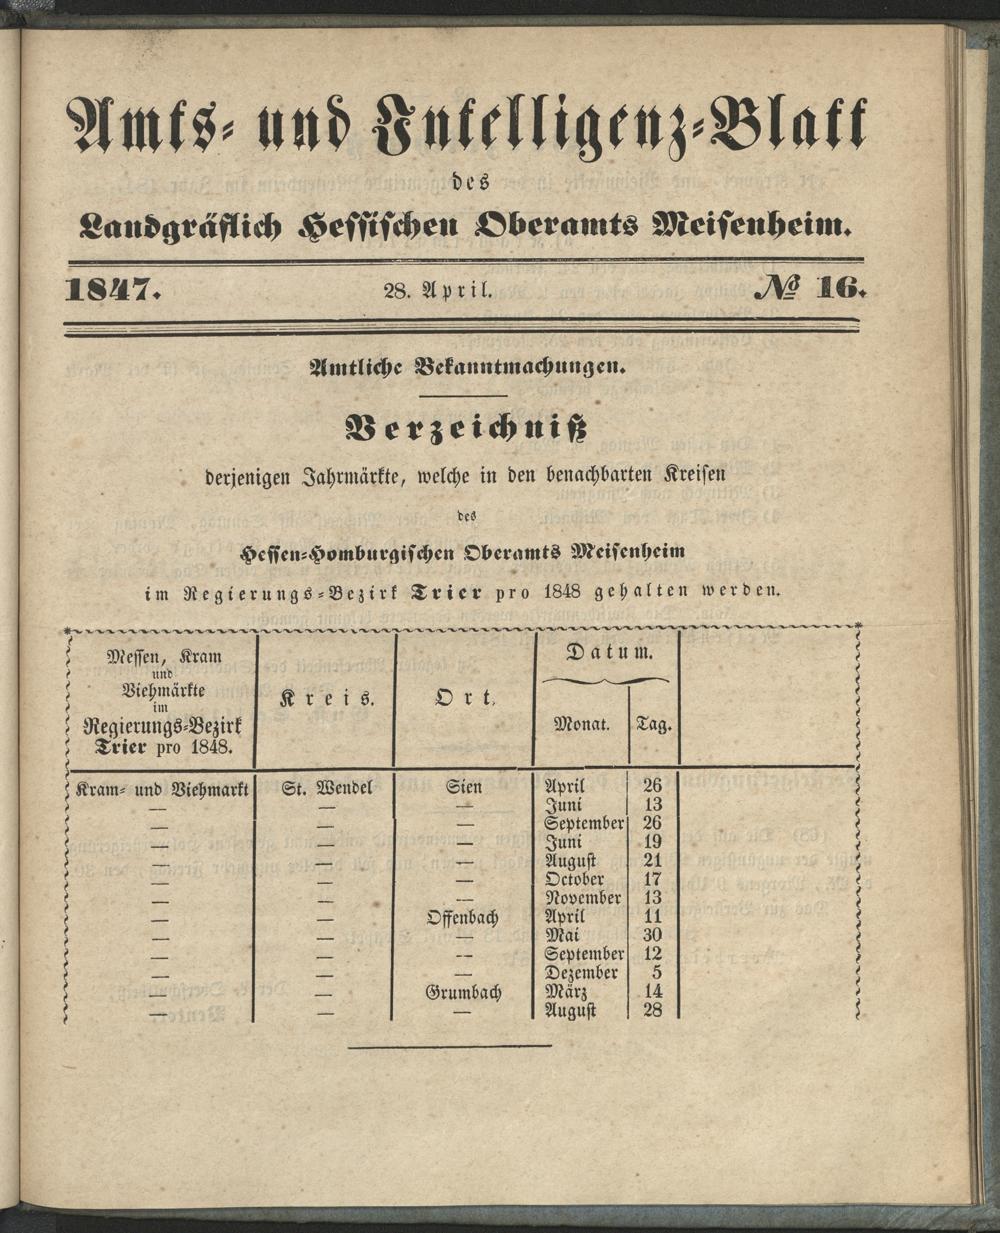 Amts- und Intelligenz-Blatt
des
Landgräflich Hessischen Oberamts Meisenheim.
1847. 28. April. № 16.
Amtliche Bekanntmachungen.
Verzeichniß
derjenigen Jahrmärkte, welche in den benachbarten Kreisen
des
Hessen-Homburgischen Oberamts Meisenheim
im Regierungs-Bezirk Trier pro 1848 gehalten werden.
Messen, Kram
und
Viehmärkte
im
Regierungs-Bezirk
Trier pro 1848.
Kreis.
Ort.
Datum.
Monat. Tag.
Kram- und Viehmarkt St. Wendel Sien April 26
— — — Juni 13
— — — September 26
— — — Juni 19
— — — August 21
— — — October 17
— — — November 13
— — Offenbach April 11
— — — Mai 30
— — — September 12
— — — Dezember 5
— — Grumbach März 14
— — — August 28